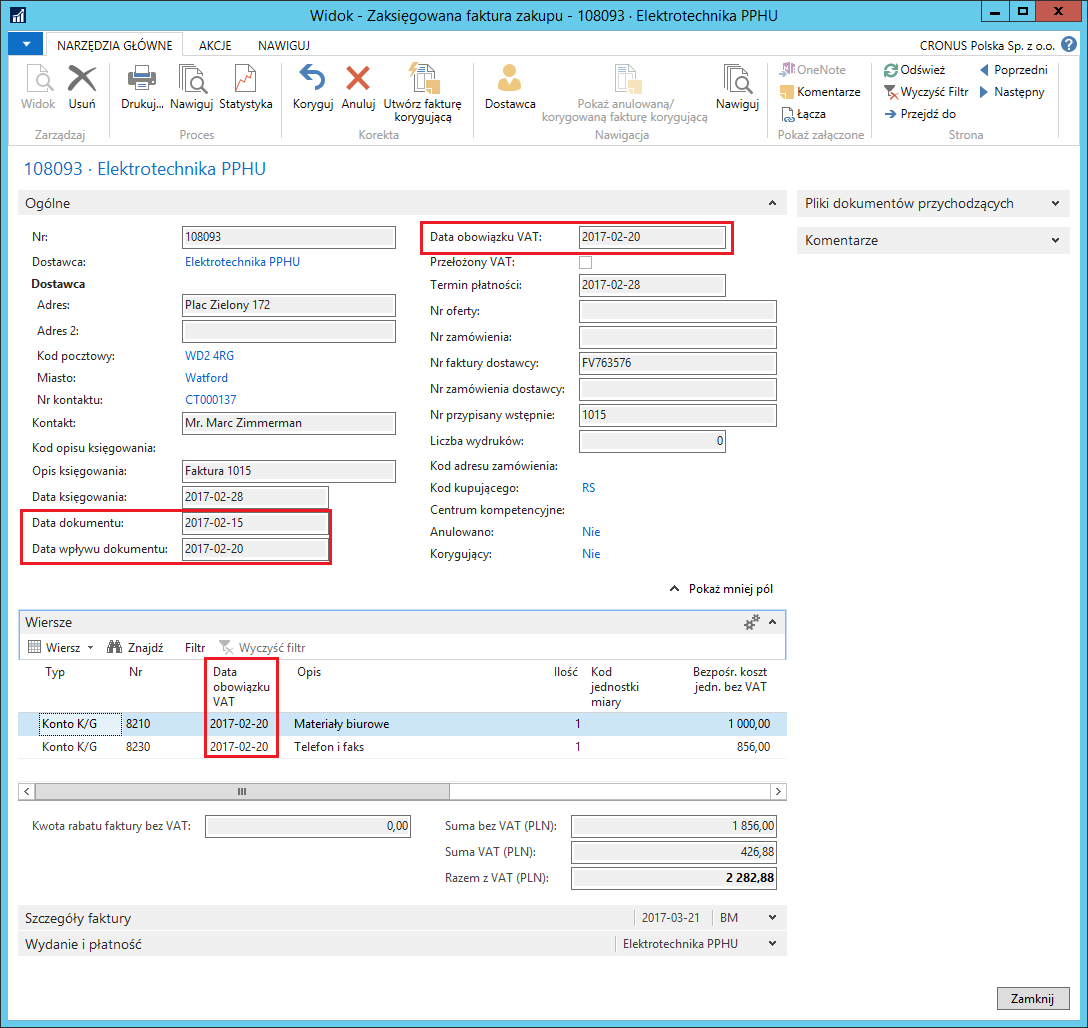 Widok - Zaksięgowana faktura zakupu - 108093 · Elektrotechnika PPHU
NARZĘDZIA GŁÓWNE AKCJE NAWIGUJ CRONUS Polska Sp. z o.o.
Widok Usuń Drukuj... Nawiguj Statystyka Koryguj Anuluj Utwórz fakturę korygującą Dostawca Pokaż anulowaną/ korygowaną fakturę korygującą Nawiguj
OneNote
Komentarze
Łącza
Odśwież
Wyczyść Filtr
Przejdź do
Poprzedni
Następny
Zarządzaj Proces Korekta Nawigacja Pokaż załączone Strona
108093 · Elektrotechnika PPHU
Ogólne
Nr: 108093
Dostawca: Elektrotechnika PPHU
Dostawca
Adres: Plac Zielony 172
Adres 2:
Kod pocztowy: WD2 4RG
Miasto: Watford
Nr kontaktu: CT000137
Kontakt: Mr. Marc Zimmerman
Kod opisu księgowania:
Opis księgowania: Faktura 1015
Data księgowania: 2017-02-28
Data dokumentu: 2017-02-15
Data wpływu dokumentu: 2017-02-20
Data obowiązku VAT: 2017-02-20
Przełożony VAT:
Termin płatności: 2017-02-28
Nr oferty:
Nr zamówienia:
Nr faktury dostawcy: FV763576
Nr zamówienia dostawcy:
Nr przypisany wstępnie: 1015
Liczba wydruków: 0
Kod adresu zamówienia:
Kod kupującego: RS
Centrum kompetencyjne:
Anulowano: Nie
Korygujący: Nie
Pokaż mniej pól
Pliki dokumentów przychodzących
Komentarze
Wiersze
Wiersz Znajdź Filtr Wyczyść filtr
Typ Nr Data obowiązku VAT Opis Ilość Kod jednostki miary Bezpośr. koszt jedn. bez VAT
Konto K/G 8210 2017-02-20 Materiały biurowe 1 1 000,00
Konto K/G 8230 2017-02-20 Telefon i faks 1 856,00
Kwota rabatu faktury bez VAT: 0,00
Suma bez VAT (PLN): 1 856,00
Suma VAT (PLN): 426,88
Razem z VAT (PLN): 2 282,88
Szczegóły faktury 2017-03-21 BM
Wydanie i płatność Elektrotechnika PPHU
Zamknij